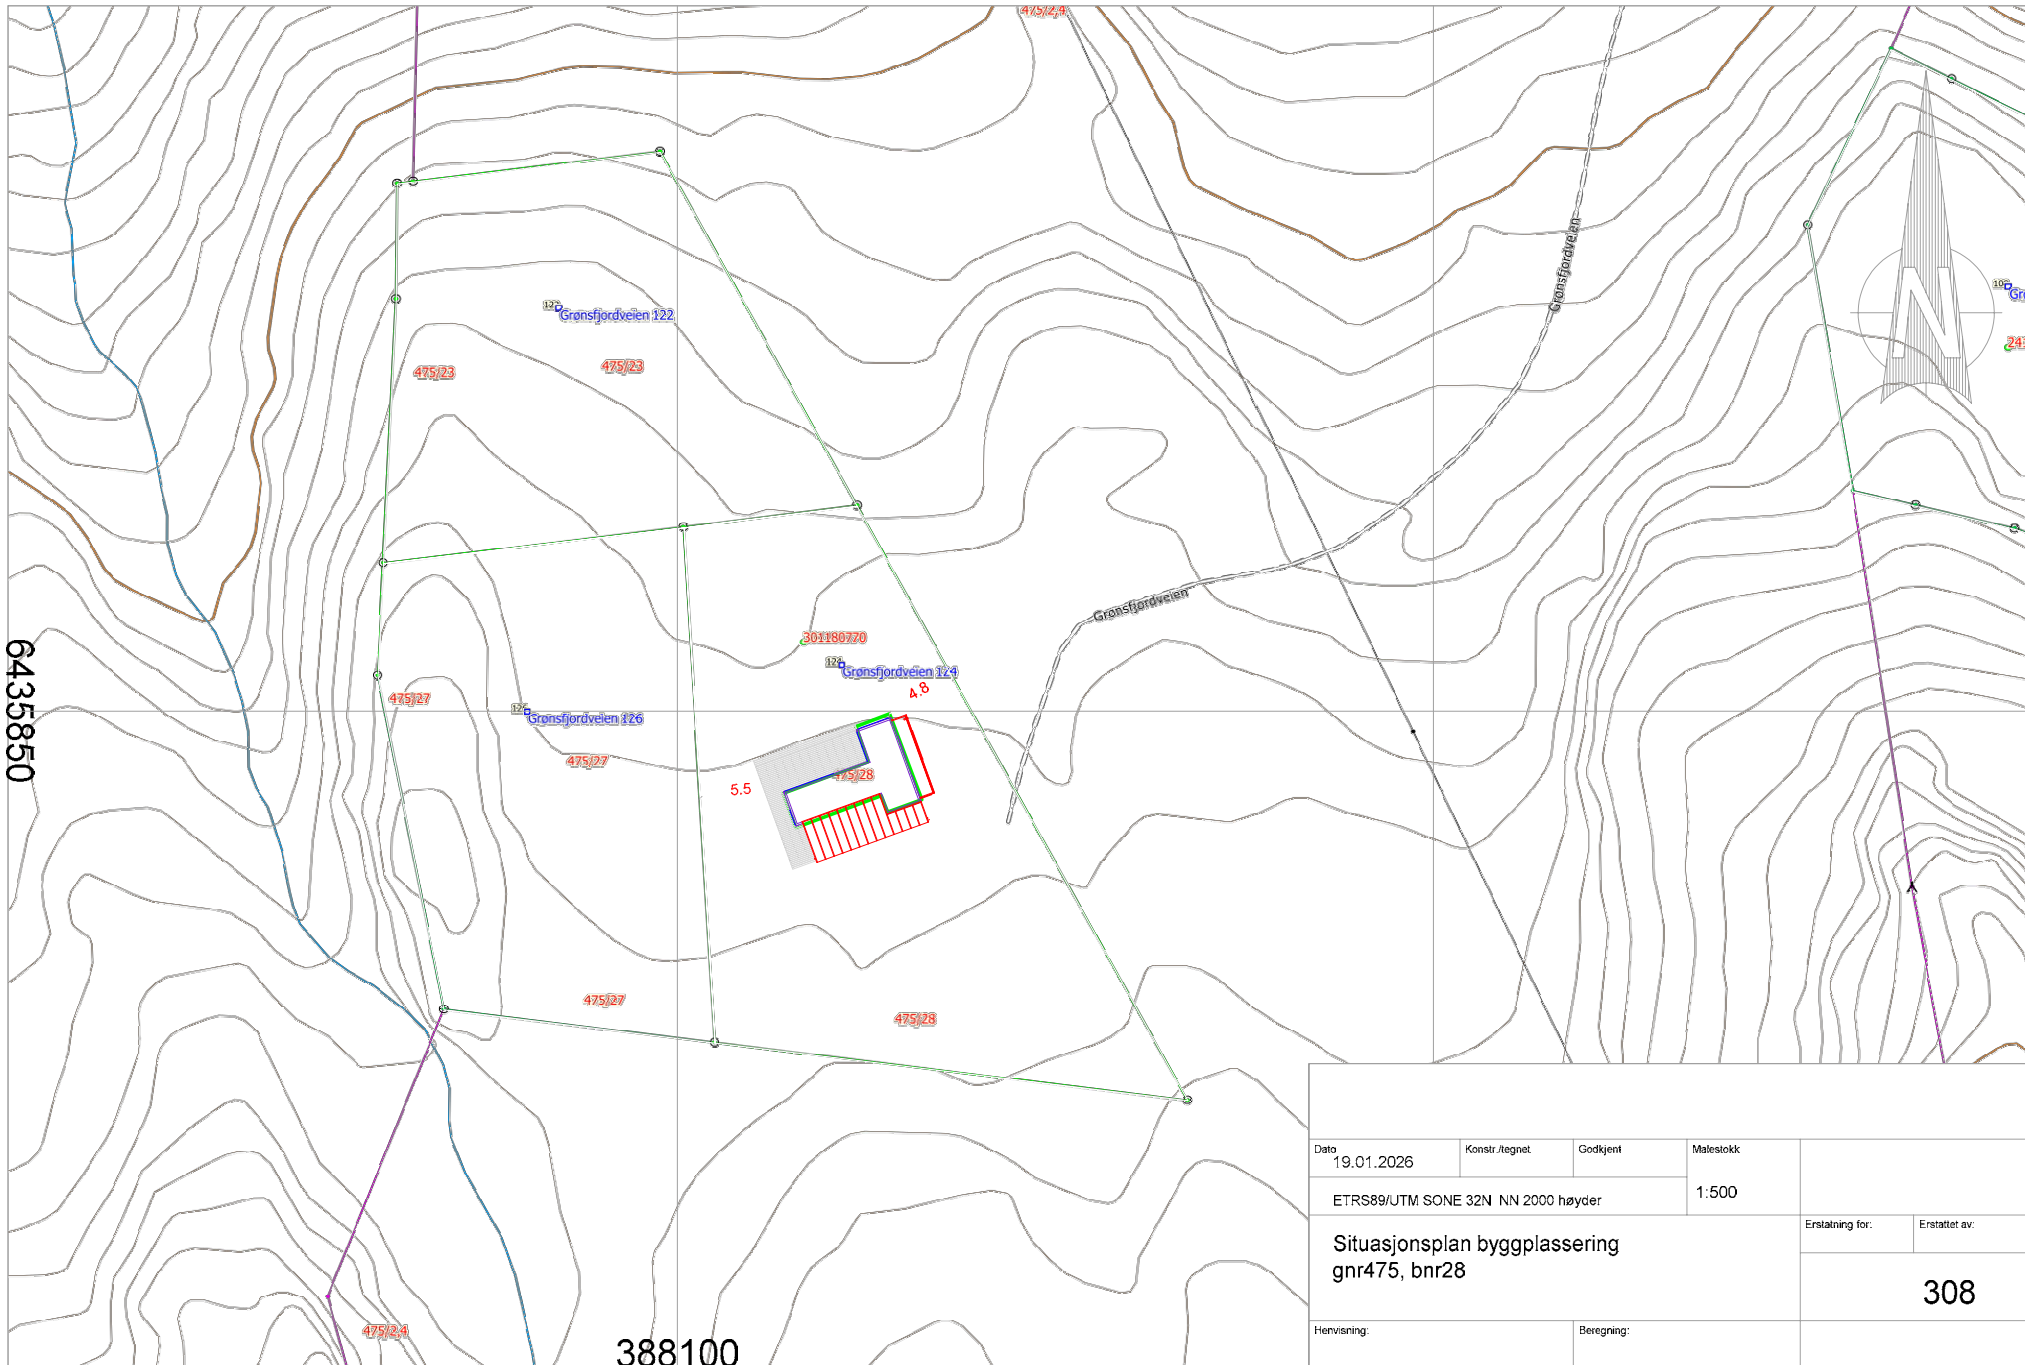 475/2,4
Grønsfjordveien
122
Grønsfjordveien 122
475/23
475/23
Grønsfjordveien
301180770
124
Grønsfjordveien 124
4.8
475/27
126
Grønsfjordveien 126
475/27
475/28
5.5
6435850
475/27
475/28
N
475/2,4
388100
Dato
19.01.2026
Konstr./tegnet
Godkjent
Målestokk
1:500
ETRS89/UTM SONE 32N NN 2000 høyder
Situasjonsplan byggplassering
gnr475, bnr28
Erstatning for:
Erstattet av:
308
Henvisning:
Beregning: